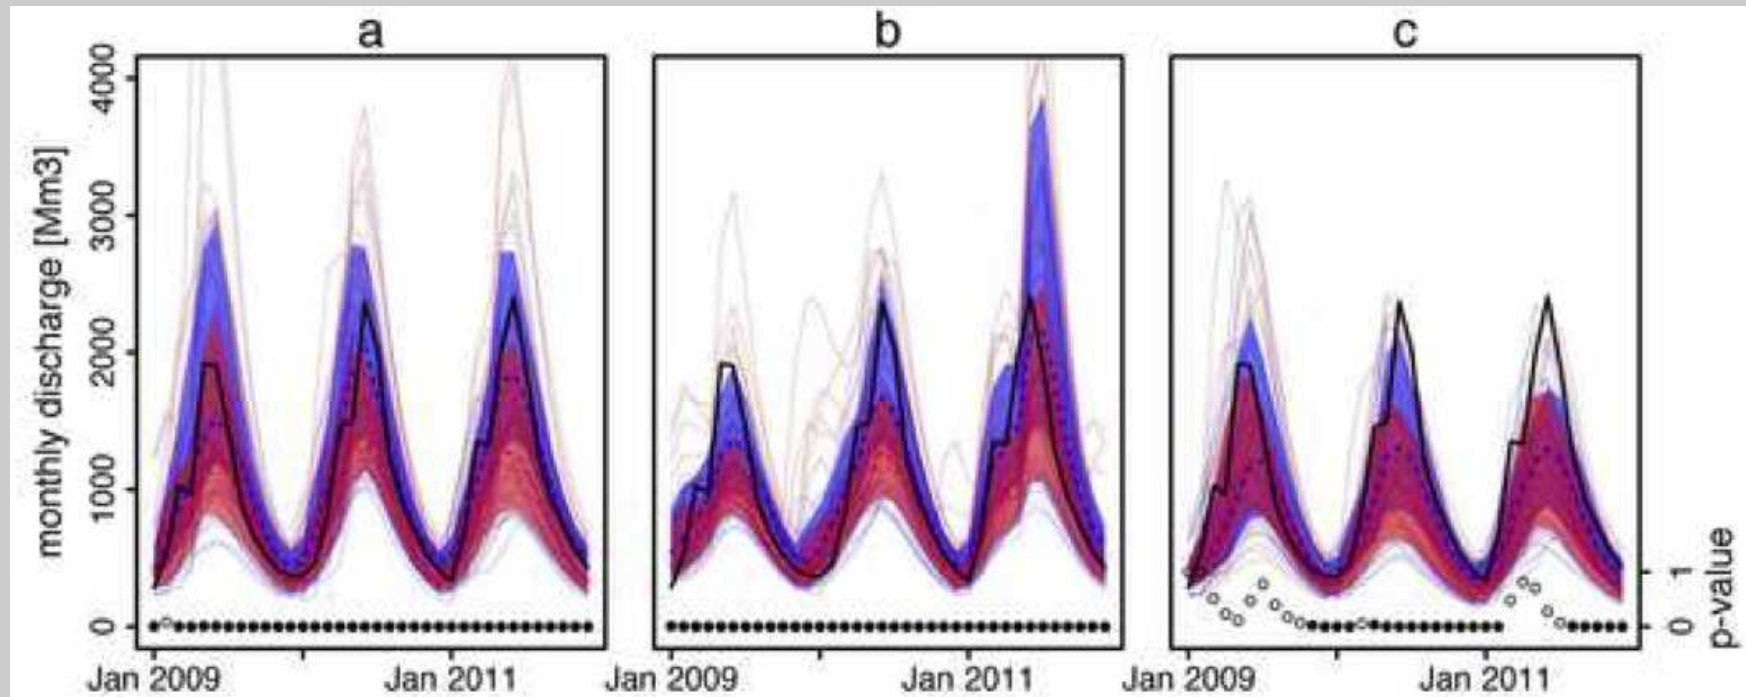 a b c
monthly discharge [Mm3]
4000
3000
2000
1000
0
p-value
1
0
Jan 2009 Jan 2011 Jan 2009 Jan 2011 Jan 2009 Jan 2011